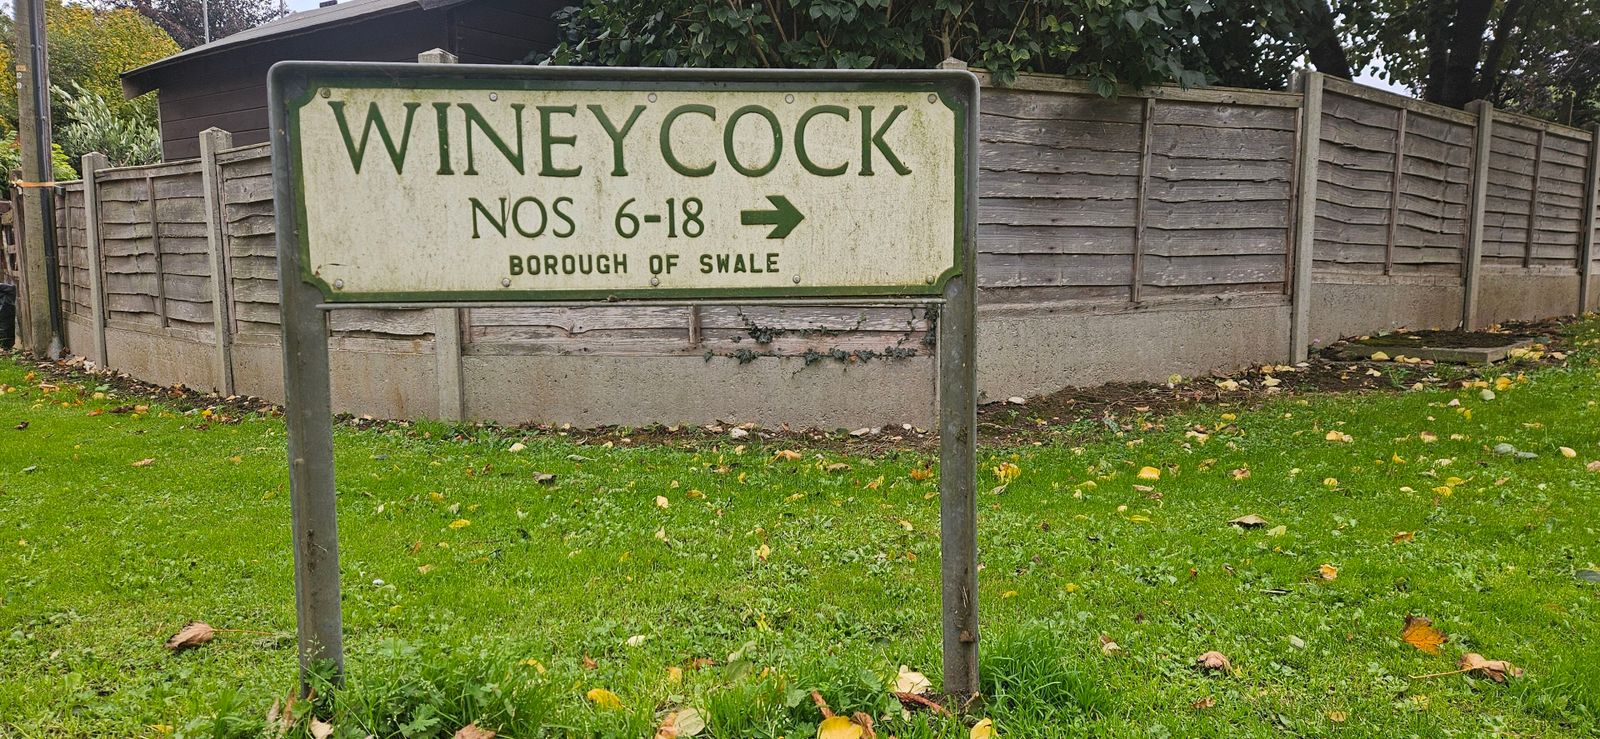 WINEYCOCK
NOS 6-18
BOROUGH OF SWALE